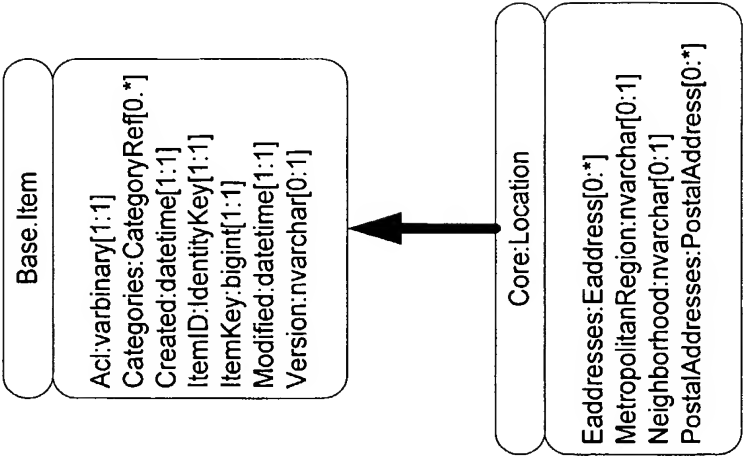 Base.Item
Acl:varbinary[1:1]
Categories:CategoryRef[0.*]
Created:datetime[1:1]
ItemID:IdentityKey[1:1]
ItemKey:bigint[1:1]
Modified:datetime[1:1]
Version:nvarchar[0:1]
Core:Location
Eaddresses:Eaddress[0:*]
MetropolitanRegion:nvarchar[0:1]
Neighborhood:nvarchar[0:1]
PostalAddresses:PostalAddress[0:*]